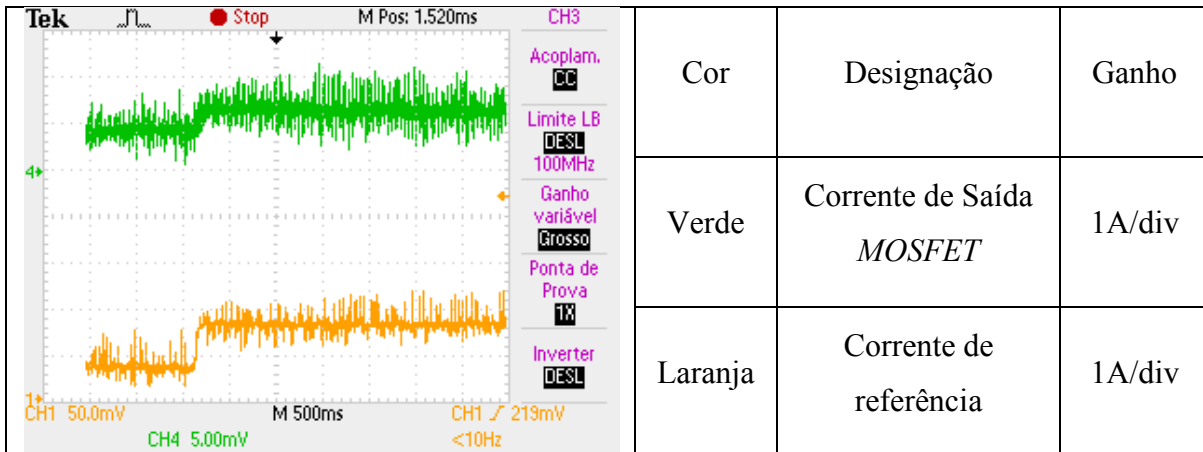 Tek Stop M Pos: 1.520ms CH3
Acoplam.
CC
Limite LB
DESL
100MHz
Ganho
variável
Grosso
Ponta de
Prova
1X
Inverter
DESL
4
1
CH1 50.0mV M 500ms CH1 219mV
CH4 5.00mV <10Hz
Cor Designação Ganho
Verde Corrente de Saída MOSFET 1A/div
Laranja Corrente de referência 1A/div